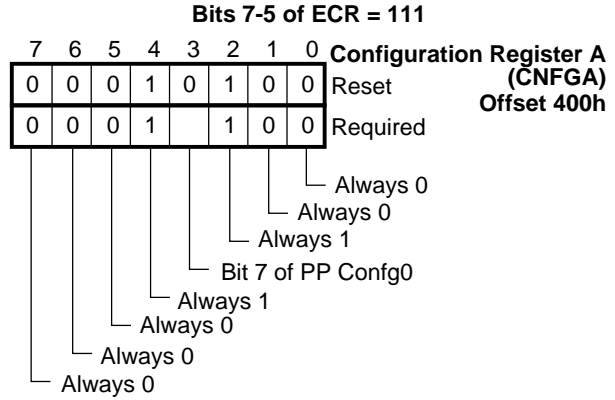 Bits 7-5 of ECR = 111
7 6 5 4 3 2 1 0 Configuration Register A
(CNFGA)
Offset 400h
0 0 0 1 0 1 0 0 Reset
0 0 0 1 1 0 0 Required
Always 0
Always 0
Always 1
Bit 7 of PP Confg0
Always 1
Always 0
Always 0
Always 0